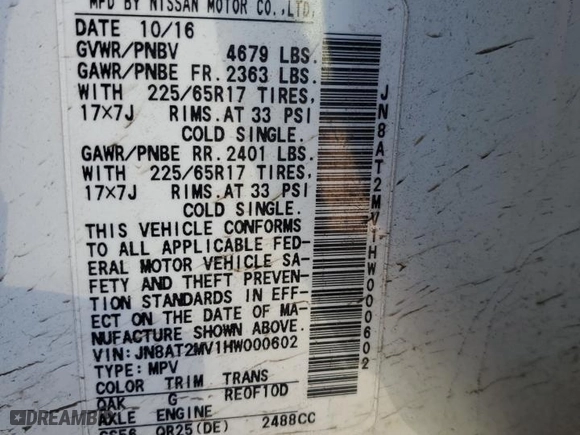 MFD BY NISSAN MOTOR CO.,LTD.
DATE 10/16
GVWR/PNBV 4679 LBS.
GAWR/PNBE FR. 2363 LBS.
WITH 225/65R17 TIRES,
17×7J RIMS.AT 33 PSI
COLD SINGLE.
GAWR/PNBE RR. 2401 LBS.
WITH 225/65R17 TIRES,
17×7J RIMS.AT 33 PSI
COLD SINGLE.
THIS VEHICLE CONFORMS
TO ALL APPLICABLE FED-
ERAL MOTOR VEHICLE SA-
FETY AND THEFT PREVEN-
TION STANDARDS IN EFF-
ECT ON THE DATE OF MA-
NUFACTURE SHOWN ABOVE.
VIN:JN8AT2MV1HW000602
TYPE:MPV
COLOR TRIM TRANS
QAK G RE0F10D
AXLE ENGINE
QR25(DE) 2488CC
JN8AT2MV1HW000602